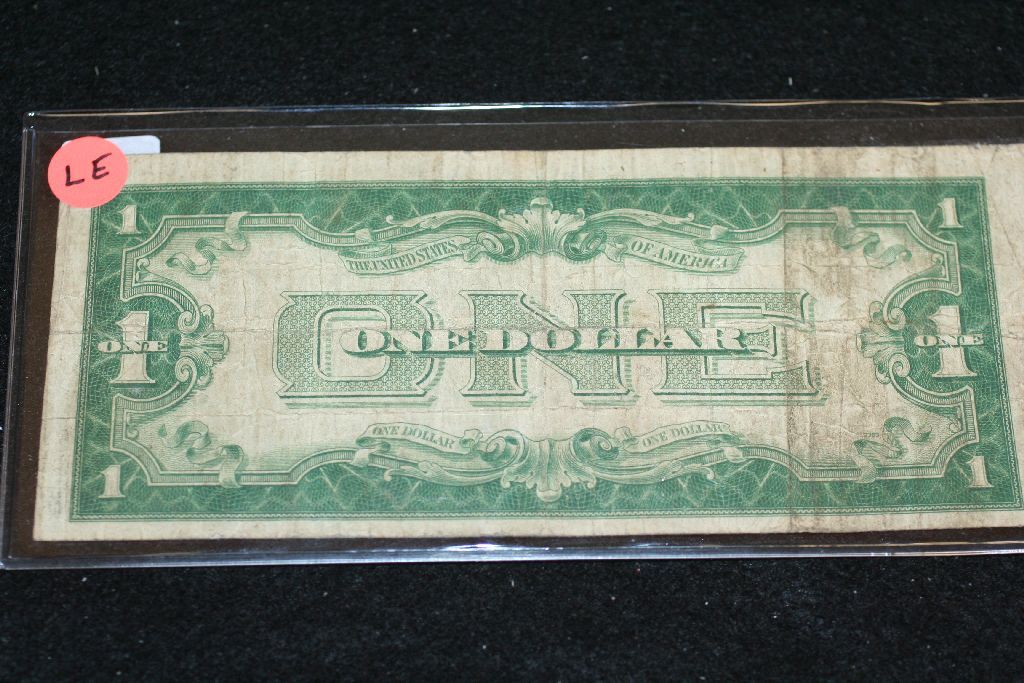 LE
1 1
THE UNITED STATES OF AMERICA
ONE
1 ONE ONE DOLLAR 1 ONE
ONE DOLLAR ONE DOLLAR
1 1